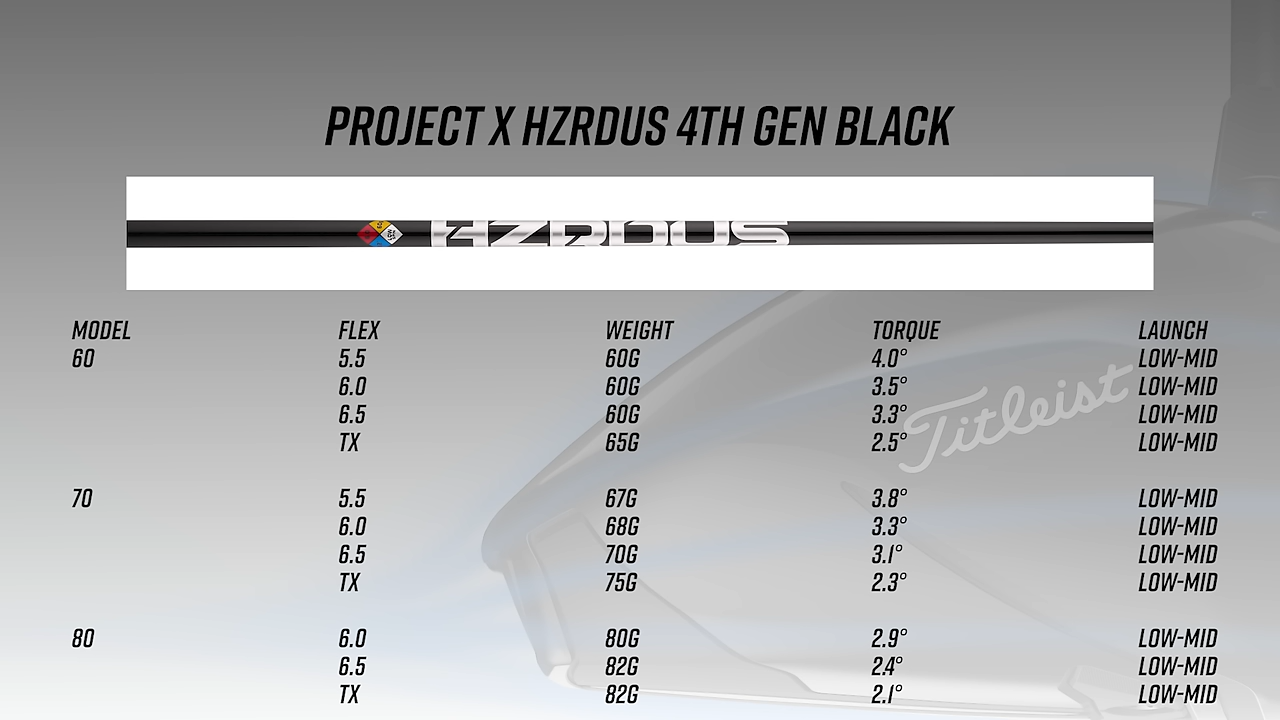 PROJECT X HZRDUS 4TH GEN BLACK
HZRDUS
MODEL FLEX WEIGHT TORQUE LAUNCH
60 5.5 60G 4.0° LOW-MID
6.0 60G 3.5° LOW-MID
6.5 60G 3.3° LOW-MID
TX 65G 2.5° LOW-MID
Titleist
70 5.5 67G 3.8° LOW-MID
6.0 68G 3.3° LOW-MID
6.5 70G 3.1° LOW-MID
TX 75G 2.3° LOW-MID
80 6.0 80G 2.9° LOW-MID
6.5 82G 2.4° LOW-MID
TX 82G 2.1° LOW-MID